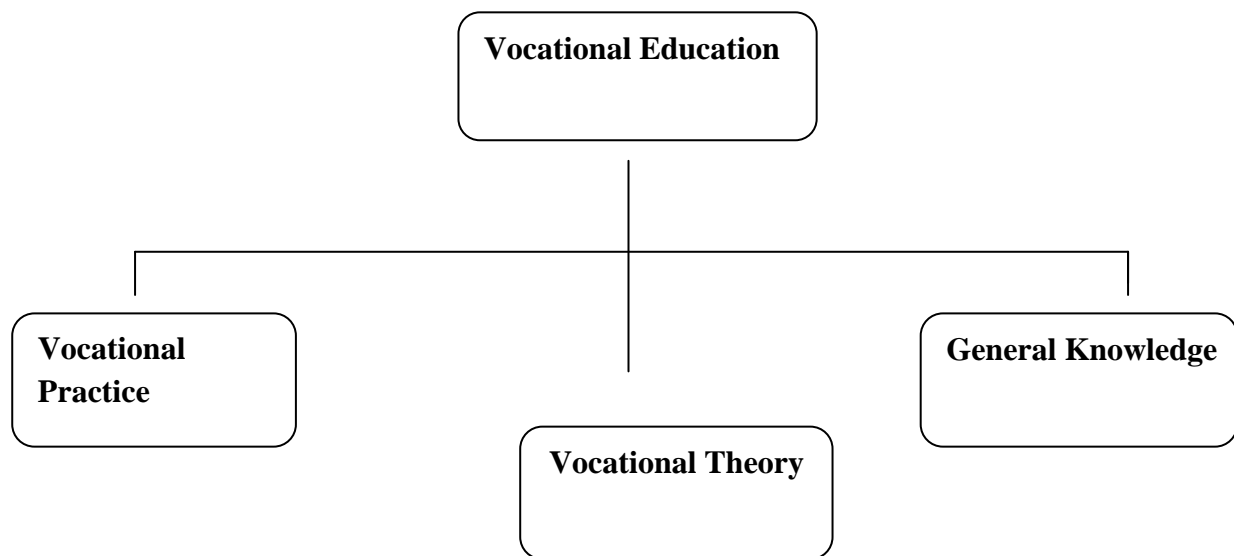 Vocational Education
Vocational
Practice
General Knowledge
Vocational Theory